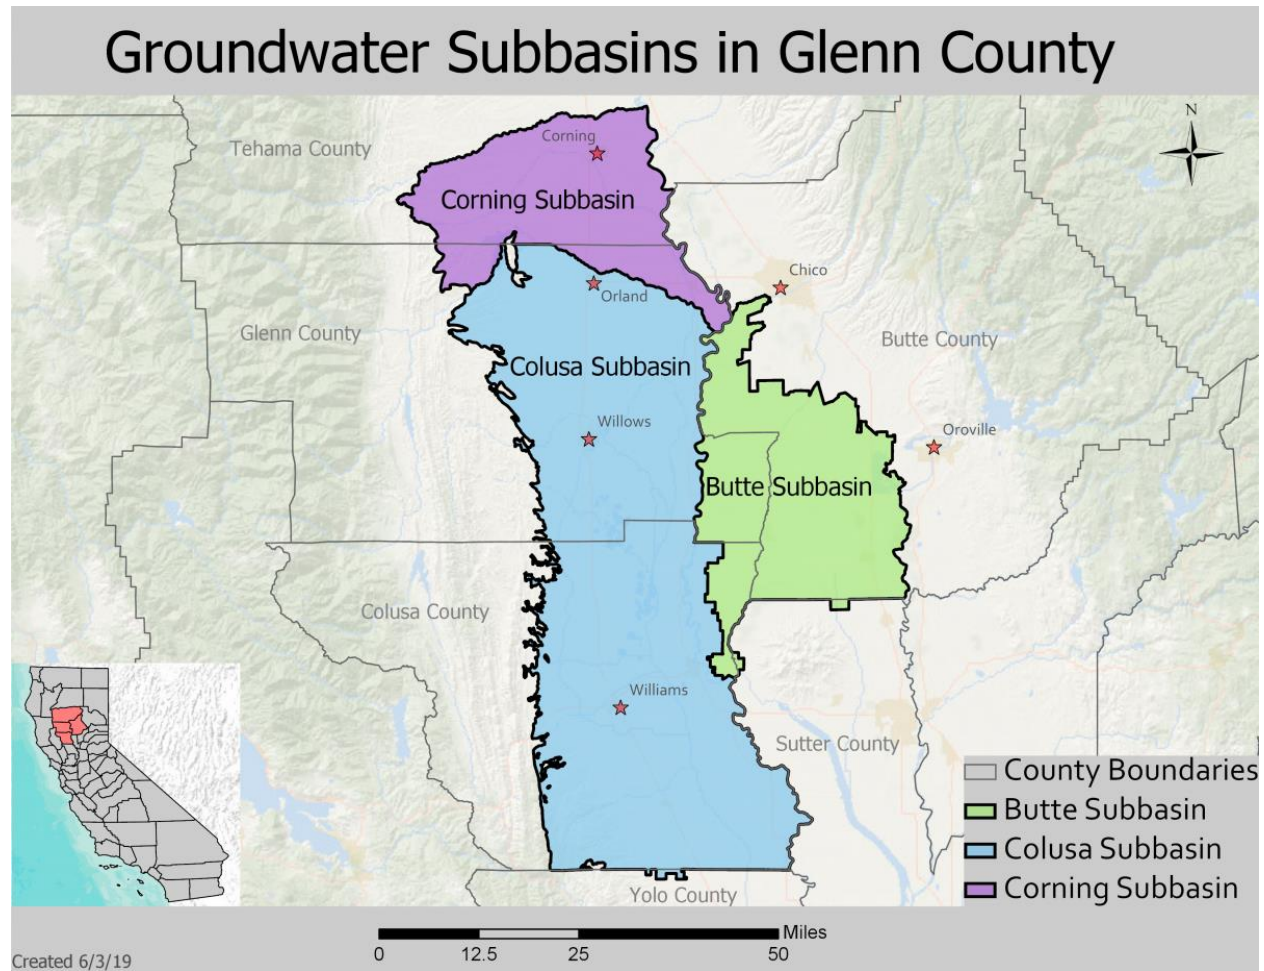 Groundwater Subbasins in Glenn County
N
Tehama County
Corning
Corning Subbasin
Chico
Orland
Glenn County
Butte County
Colusa Subbasin
Willows
Oroville
Butte Subbasin
Colusa County
Williams
Sutter County
Yolo County
County Boundaries
Butte Subbasin
Colusa Subbasin
Corning Subbasin
Miles
0 12.5 25 50
Created 6/3/19